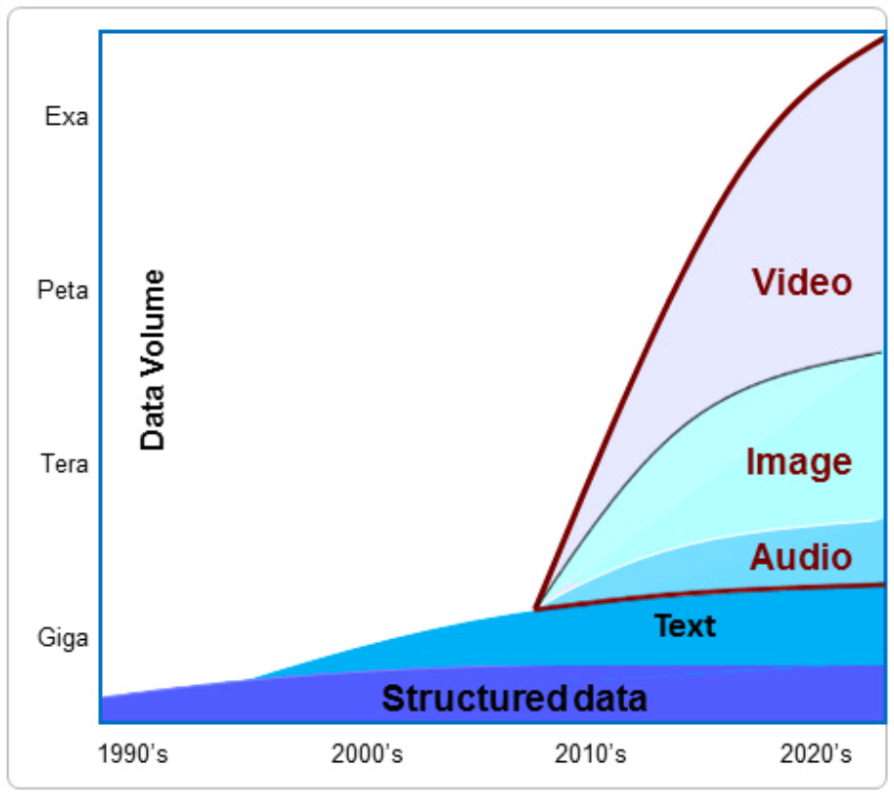 Exa
Peta
Tera
Giga
Data Volume
Video
Image
Audio
Text
Structured data
1990's
2000's
2010's
2020's